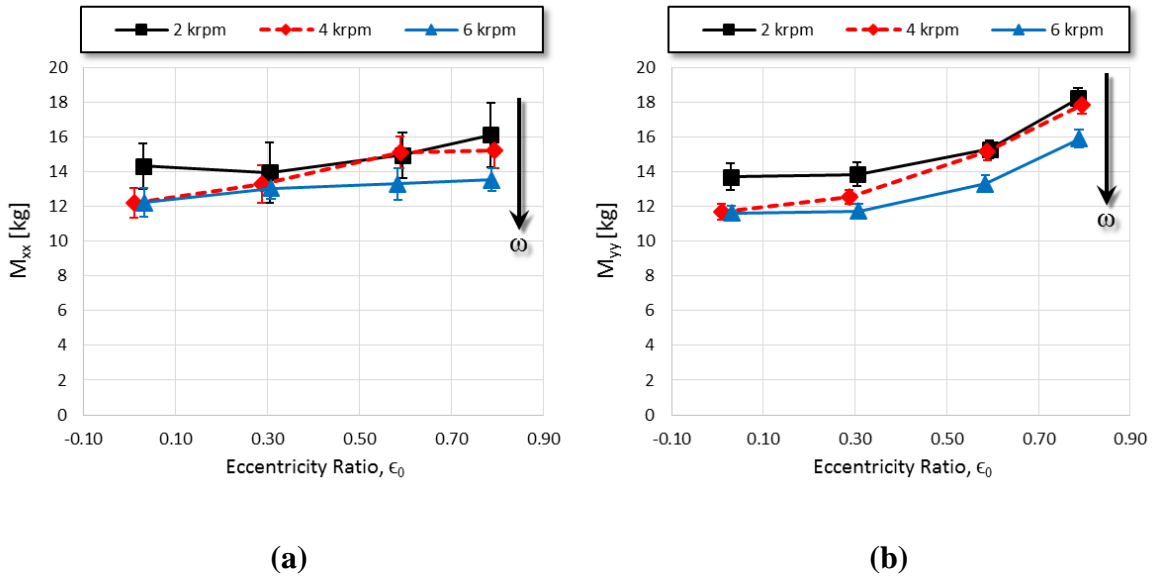 2 krpm 4 krpm 6 krpm
20
18
16
14
12
10
8
6
4
2
0
-0.10 0.10 0.30 0.50 0.70 0.90
Mxx [kg]
Eccentricity Ratio, ϵ0
ω
(a)
2 krpm 4 krpm 6 krpm
20
18
16
14
12
10
8
6
4
2
0
-0.10 0.10 0.30 0.50 0.70 0.90
Myy [kg]
Eccentricity Ratio, ϵ0
ω
(b)